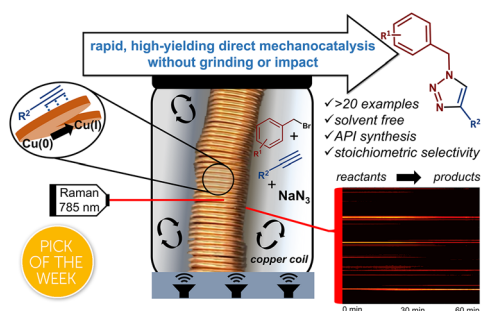 rapid, high-yielding direct mechanocatalysis
without grinding or impact
R¹
N
N
N
R²
R²
Cu(0)
Cu(I)
✓>20 examples
✓solvent free
✓API synthesis
✓stoichiometric selectivity
Br
+
R¹
R²
+ NaN₃
Raman
785 nm
reactants
products
PICK
OF THE
WEEK
copper coil
0 min
30 min
60 min